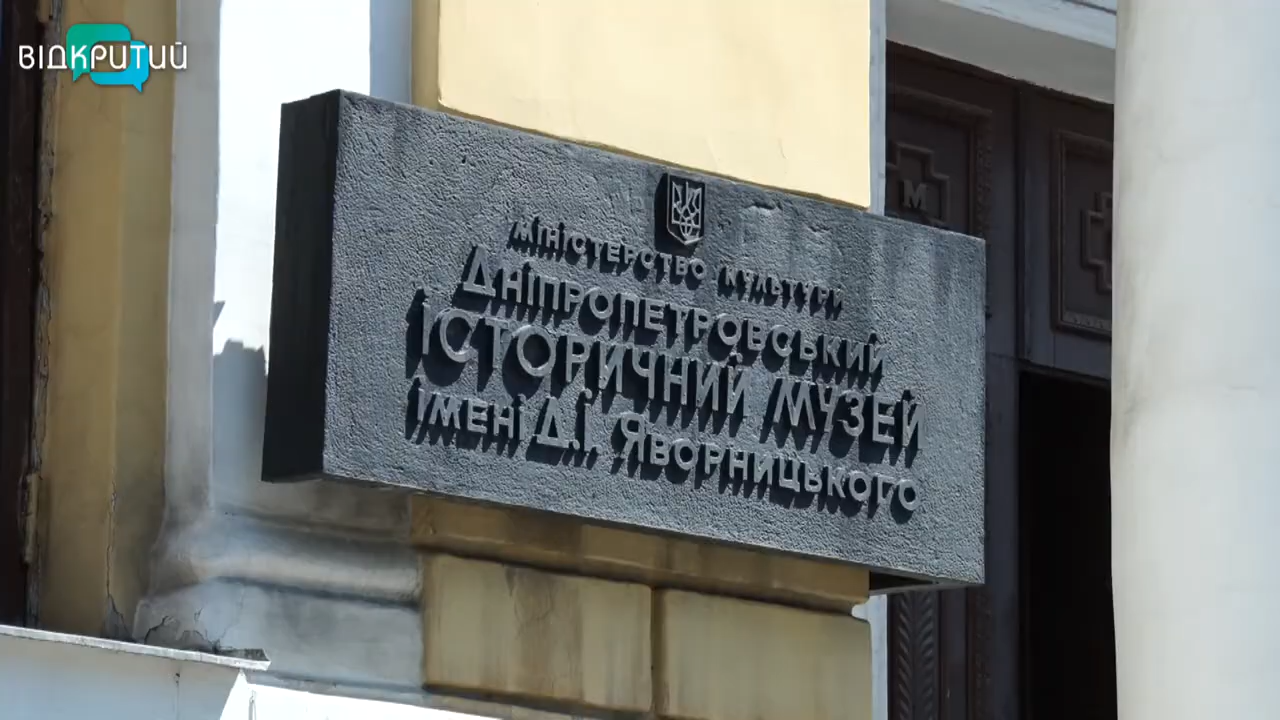 ВІДКРИТИЙ
МІНІСТЕРСТВО КУЛЬТУРИ
ДНІПРОПЕТРОВСЬКИЙ
ІСТОРИЧНИЙ МУЗЕЙ
ІМЕНІ Д.І. ЯВОРНИЦЬКОГО
М